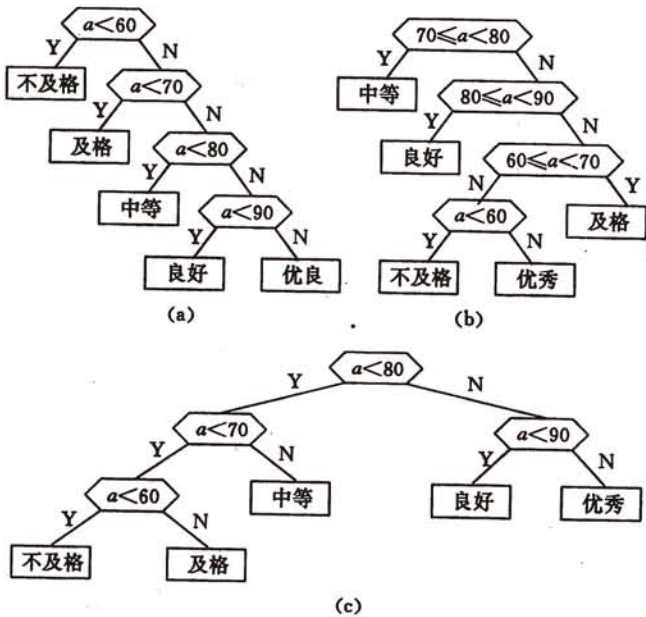 a<60
Y N
不及格 a<70
Y N
及格 a<80
Y N
中等 a<90
Y N
良好 优良
(a)
70≤a<80
Y N
中等 80≤a<90
Y N
良好 60≤a<70
N Y
a<60 及格
Y N
不及格 优秀
(b)
a<80
Y N
a<70 a<90
Y N Y N
a<60 中等 良好 优秀
Y N
不及格 及格
(c)